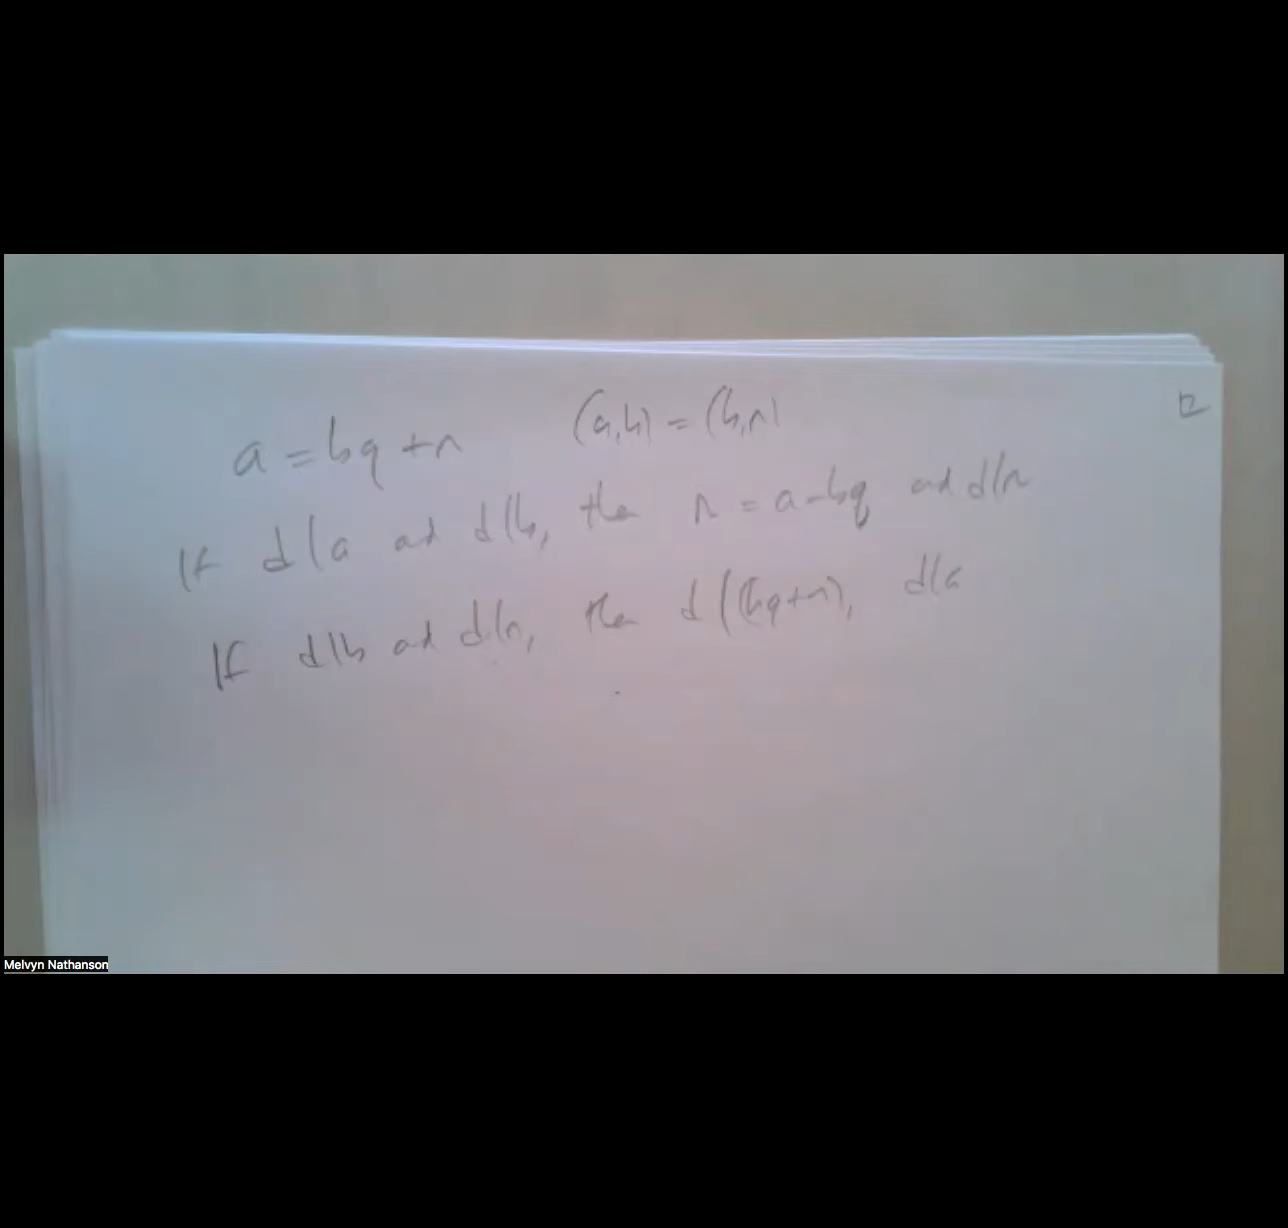 a = bq + r (a,b) = (b,r) 12
If d|a and d|b, then r = a - bq and d|r
If d|b and d|r, then d|(bq+r), d|a
Melvyn Nathanson